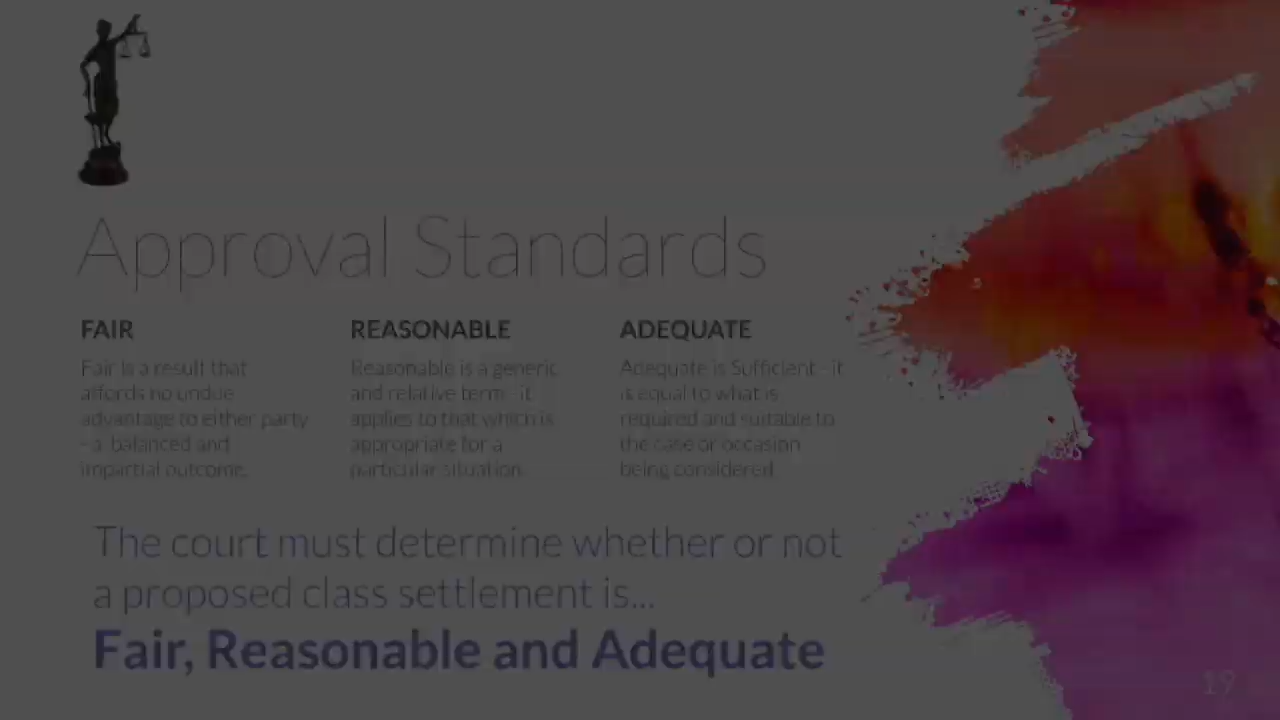 Approval Standards
FAIR
Fair is a result that
affords no undue
advantage to either party
- a balanced and
impartial outcome.
REASONABLE
Reasonable is a generic
and relative term - it
applies to that which is
appropriate for a
particular situation.
ADEQUATE
Adequate is Sufficient - it
is equal to what is
required and suitable to
the case or occasion
being considered.
The court must determine whether or not
a proposed class settlement is...
Fair, Reasonable and Adequate
19